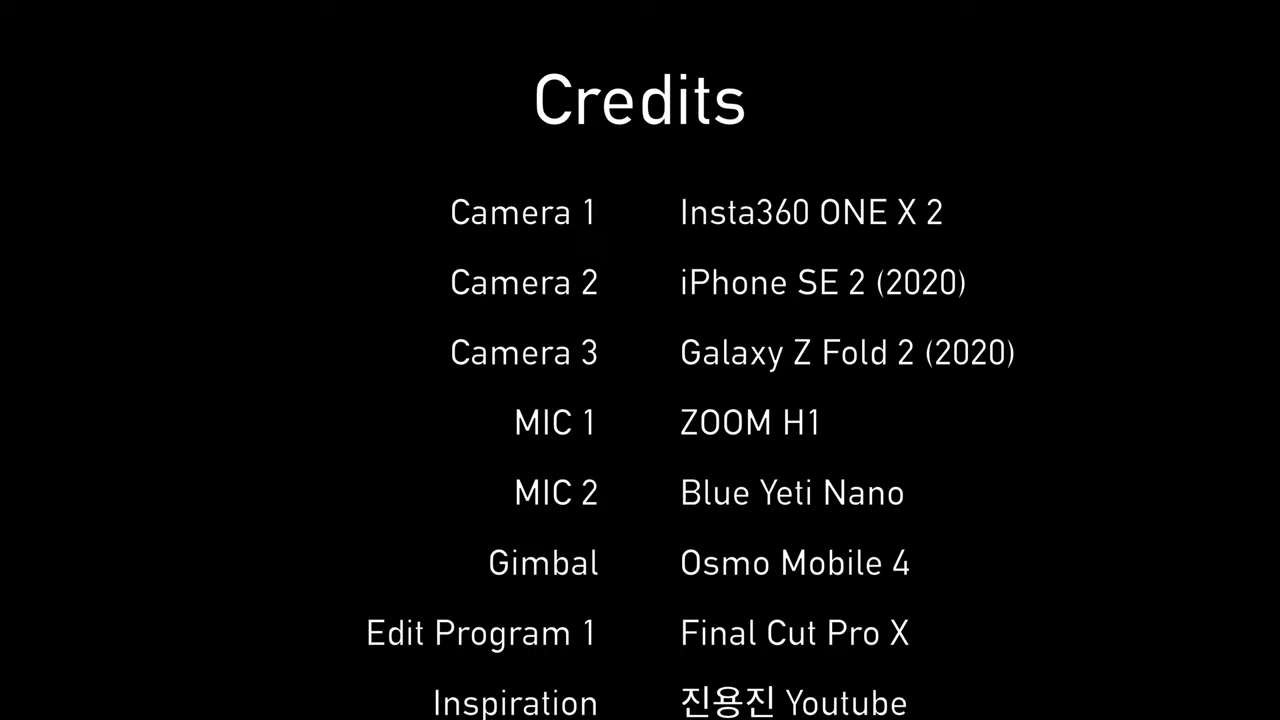 Credits
Camera 1 Insta360 ONE X 2
Camera 2 iPhone SE 2 (2020)
Camera 3 Galaxy Z Fold 2 (2020)
MIC 1 ZOOM H1
MIC 2 Blue Yeti Nano
Gimbal Osmo Mobile 4
Edit Program 1 Final Cut Pro X
Inspiration 진용진 Youtube